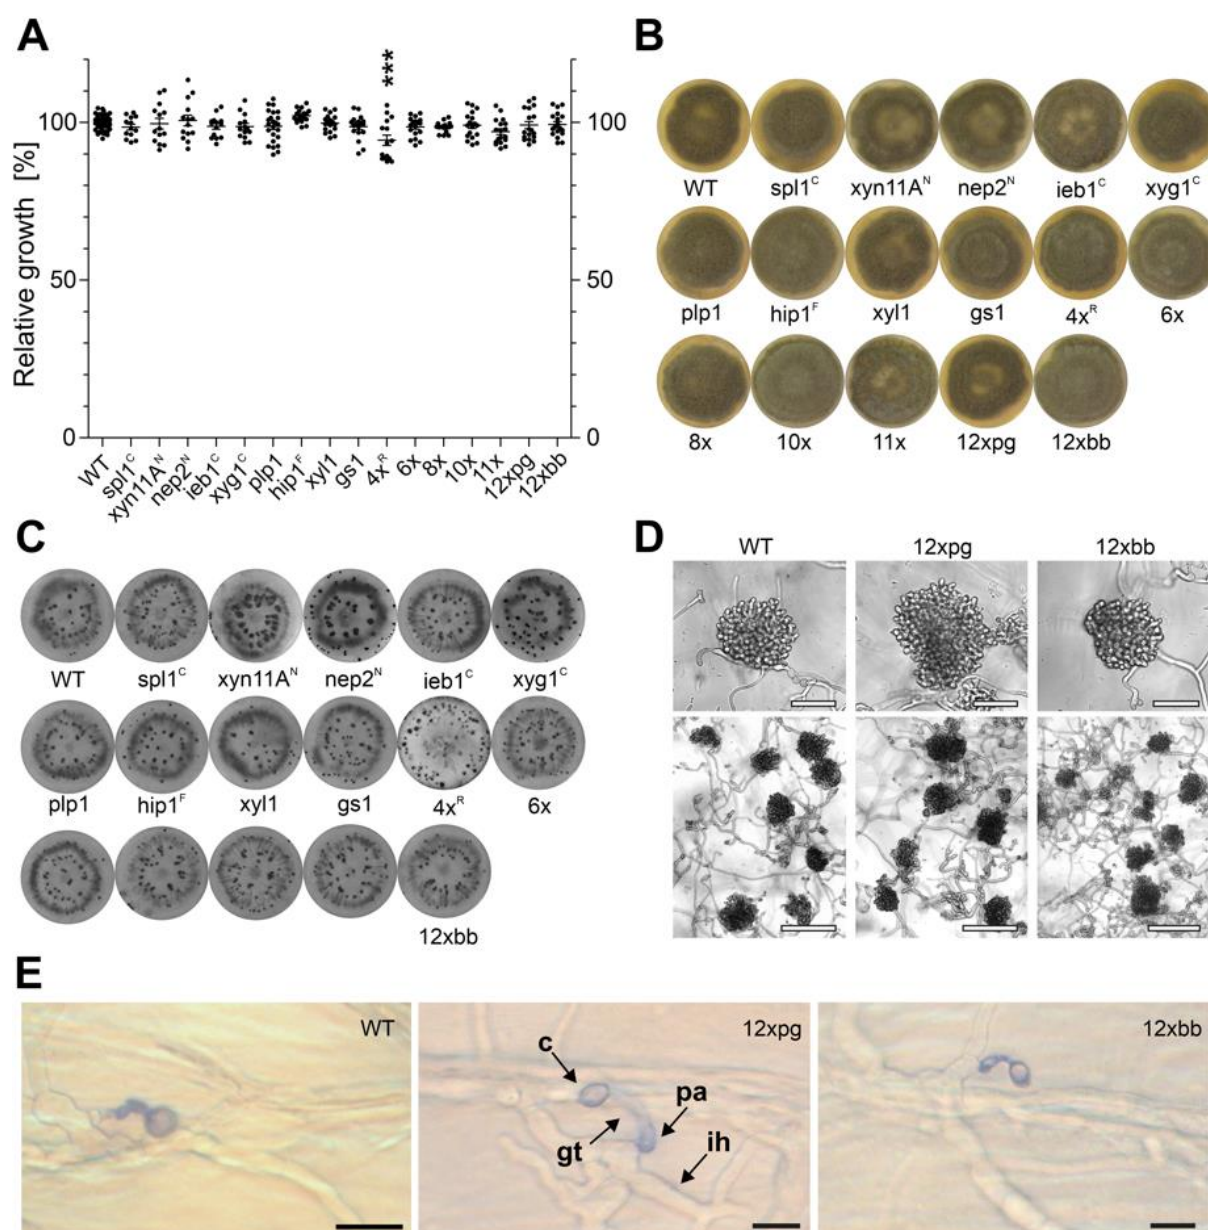 A
***
100
50
0
Relative growth [%]
100
50
0
WT
spl1ᶜ
xyn11Aᴺ
nep2ᴺ
ieb1ᶜ
xyg1ᶜ
plp1
hip1ᶠ
xyl1
gs1
4xᴿ
6x
8x
10x
11x
12xpg
12xbb
B
WT spl1ᶜ xyn11Aᴺ nep2ᴺ ieb1ᶜ xyg1ᶜ
plp1 hip1ᶠ xyl1 gs1 4xᴿ 6x
8x 10x 11x 12xpg 12xbb
C
WT spl1ᶜ xyn11Aᴺ nep2ᴺ ieb1ᶜ xyg1ᶜ
plp1 hip1ᶠ xyl1 gs1 4xᴿ 6x
12xbb
D
WT 12xpg 12xbb
E
WT
12xpg
c
pa
gt
ih
12xbb